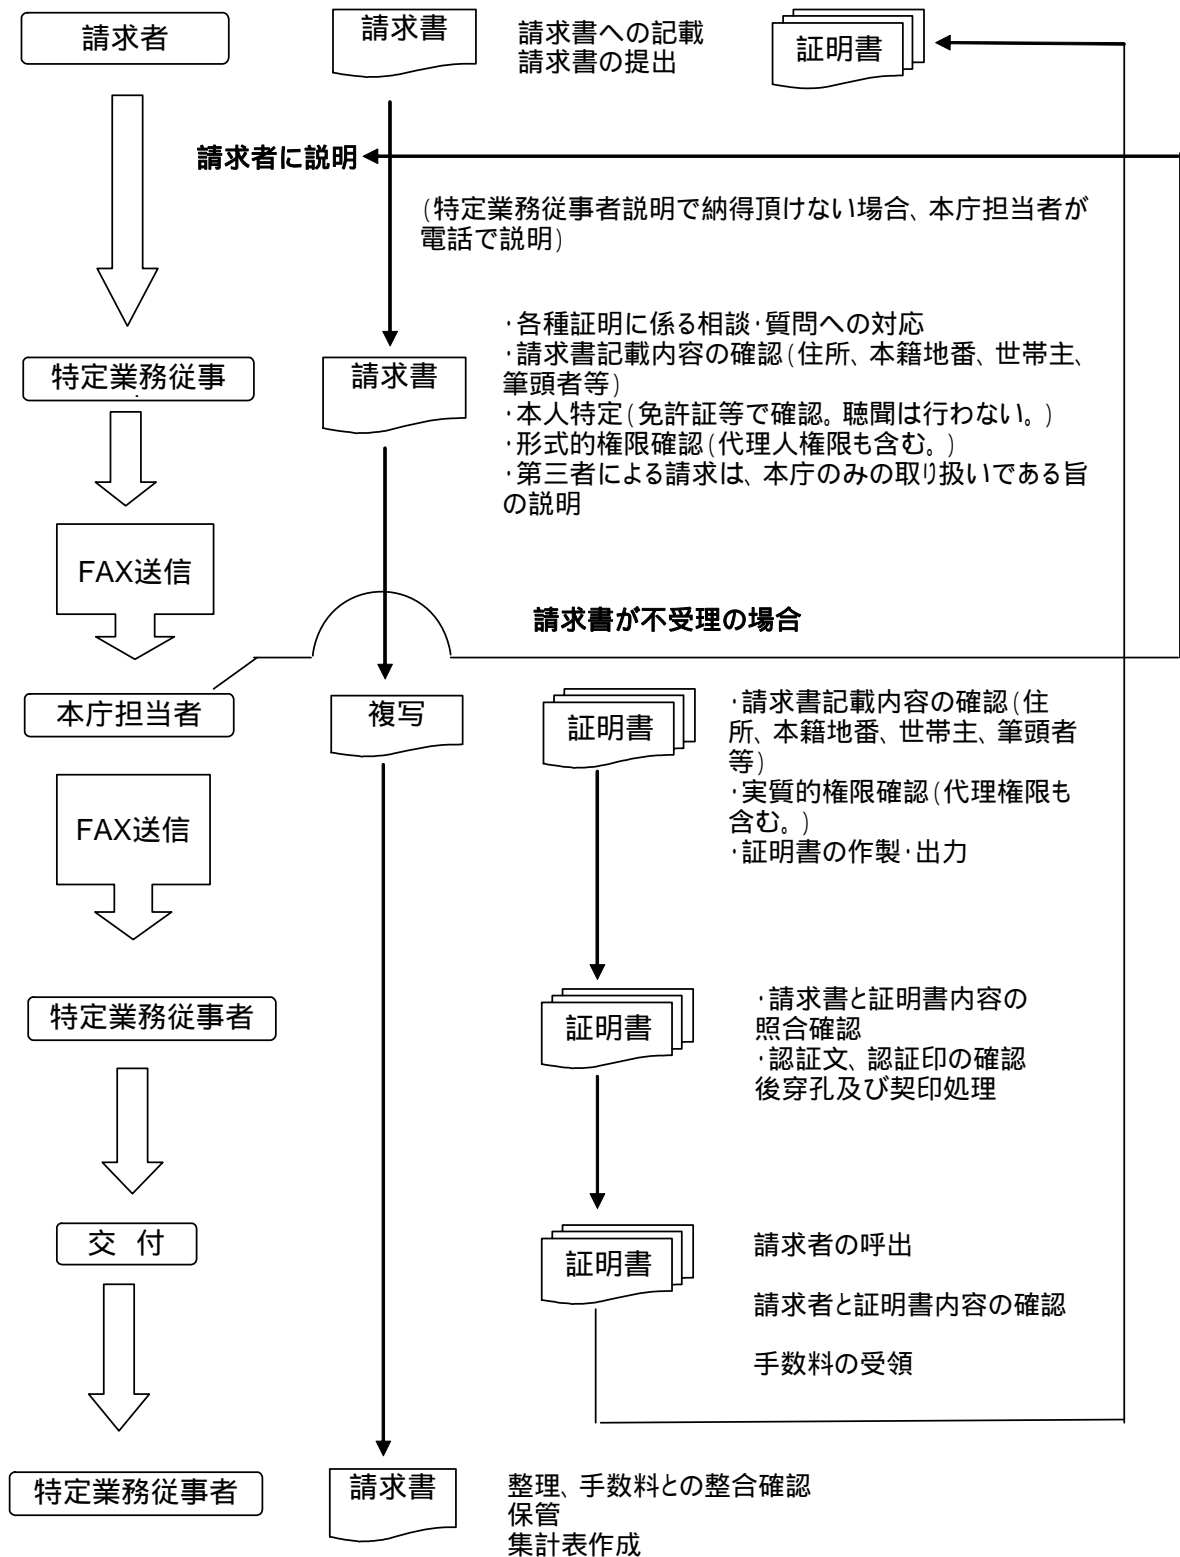 請求者
請求書
請求書への記載
請求書の提出
証明書
請求者に説明
(特定業務従事者説明で納得頂けない場合、本庁担当者が
電話で説明)
特定業務従事
請求書
・各種証明に係る相談・質問への対応
・請求書記載内容の確認(住所、本籍地番、世帯主、
筆頭者等)
・本人特定(免許証等で確認。聴聞は行わない。)
・形式的権限確認(代理人権限も含む。)
・第三者による請求は、本庁のみの取り扱いである旨
の説明
FAX送信
請求書が不受理の場合
本庁担当者
複写
証明書
・請求書記載内容の確認(住
所、本籍地番、世帯主、筆頭者
等)
・実質的権限確認(代理権限も
含む。)
・証明書の作製・出力
FAX送信
特定業務従事者
証明書
・請求書と証明書内容の
照合確認
・認証文、認証印の確認
後穿孔及び契印処理
交 付
証明書
請求者の呼出
請求者と証明書内容の確認
手数料の受領
特定業務従事者
請求書
整理、手数料との整合確認
保管
集計表作成